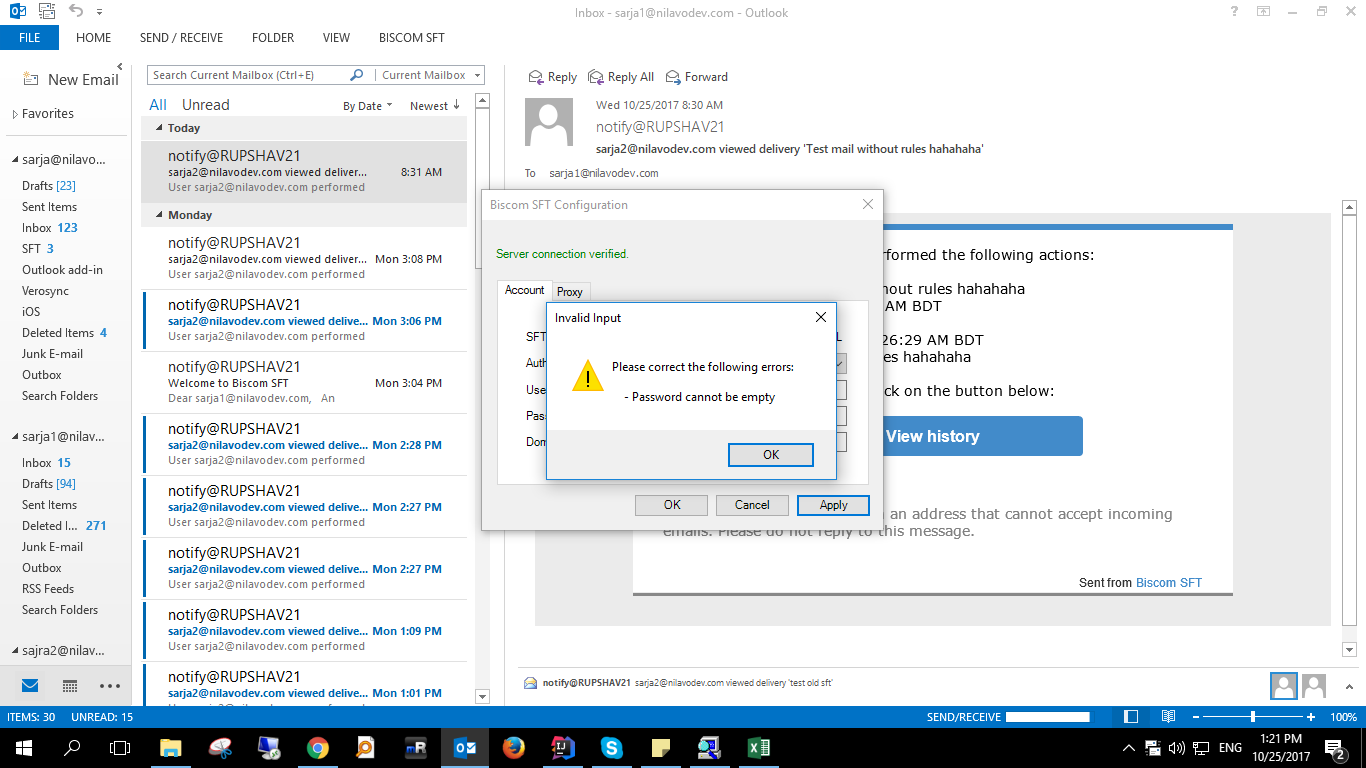 Inbox - sarja1@nilavodev.com - Outlook
FILE HOME SEND / RECEIVE FOLDER VIEW BISCOM SFT
New Email
Favorites
sarja@nilavo...
Drafts [23]
Sent Items
Inbox 123
SFT 3
Outlook add-in
Verosync
iOS
Deleted Items 4
Junk E-mail
Outbox
Search Folders
sarja1@nilav...
Inbox 15
Drafts [94]
Sent Items
Deleted I... 271
Junk E-mail
Outbox
RSS Feeds
Search Folders
sajra2@nilav...
Search Current Mailbox (Ctrl+E) Current Mailbox
All Unread By Date Newest
Today
notify@RUPSHAV21
sarja2@nilavodev.com viewed deliver... 8:31 AM
User sarja2@nilavodev.com performed
Monday
notify@RUPSHAV21
sarja2@nilavodev.com viewed deliver... Mon 3:08 PM
User sarja2@nilavodev.com performed
notify@RUPSHAV21
sarja2@nilavodev.com viewed delive... Mon 3:06 PM
User sarja2@nilavodev.com performed
notify@RUPSHAV21
Welcome to Biscom SFT Mon 3:04 PM
Dear sarja1@nilavodev.com, An
notify@RUPSHAV21
sarja2@nilavodev.com viewed delive... Mon 2:28 PM
User sarja2@nilavodev.com performed
notify@RUPSHAV21
sarja2@nilavodev.com viewed delive... Mon 2:27 PM
User sarja2@nilavodev.com performed
notify@RUPSHAV21
sarja2@nilavodev.com viewed delive... Mon 2:27 PM
User sarja2@nilavodev.com performed
notify@RUPSHAV21
sarja2@nilavodev.com viewed delive... Mon 1:09 PM
User sarja2@nilavodev.com performed
notify@RUPSHAV21
sarja2@nilavodev.com viewed delive... Mon 1:01 PM
Reply Reply All Forward
Wed 10/25/2017 8:30 AM
notify@RUPSHAV21
sarja2@nilavodev.com viewed delivery 'Test mail without rules hahahaha'
To sarja1@nilavodev.com
rformed the following actions:
out rules hahahaha
AM BDT
26:29 AM BDT
es hahahaha
ck on the button below:
View history
an address that cannot accept incoming
emails. Please do not reply to this message.
Sent from Biscom SFT
Biscom SFT Configuration
Server connection verified.
Account Proxy
SFT
Auth
Use
Pas
Dom
OK Cancel Apply
Invalid Input
Please correct the following errors:
- Password cannot be empty
OK
notify@RUPSHAV21 sarja2@nilavodev.com viewed delivery 'test old sft'
ITEMS: 30 UNREAD: 15 SEND/RECEIVE 100%
ENG 1:21 PM
10/25/2017 2